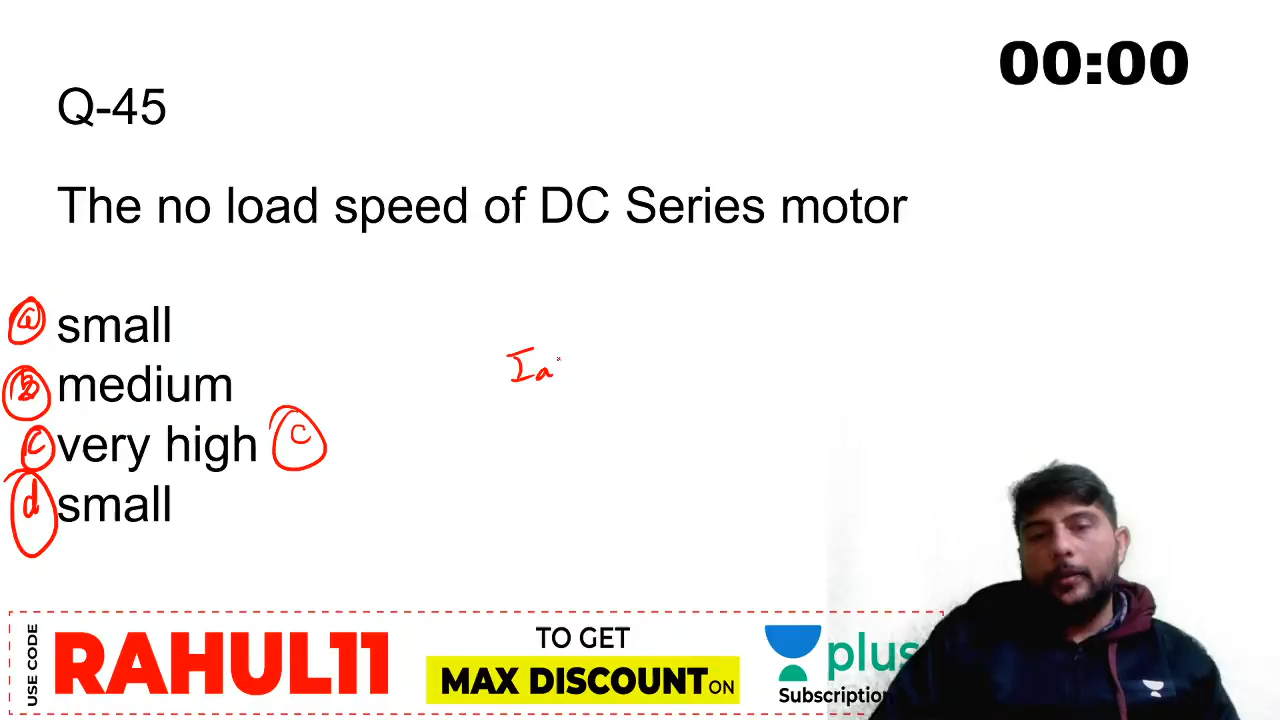 00:00
Q-45
The no load speed of DC Series motor
a small
b medium
c very high c
d small
Ia
USE CODE
RAHUL11
TO GET
MAX DISCOUNT ON
plus
Subscription